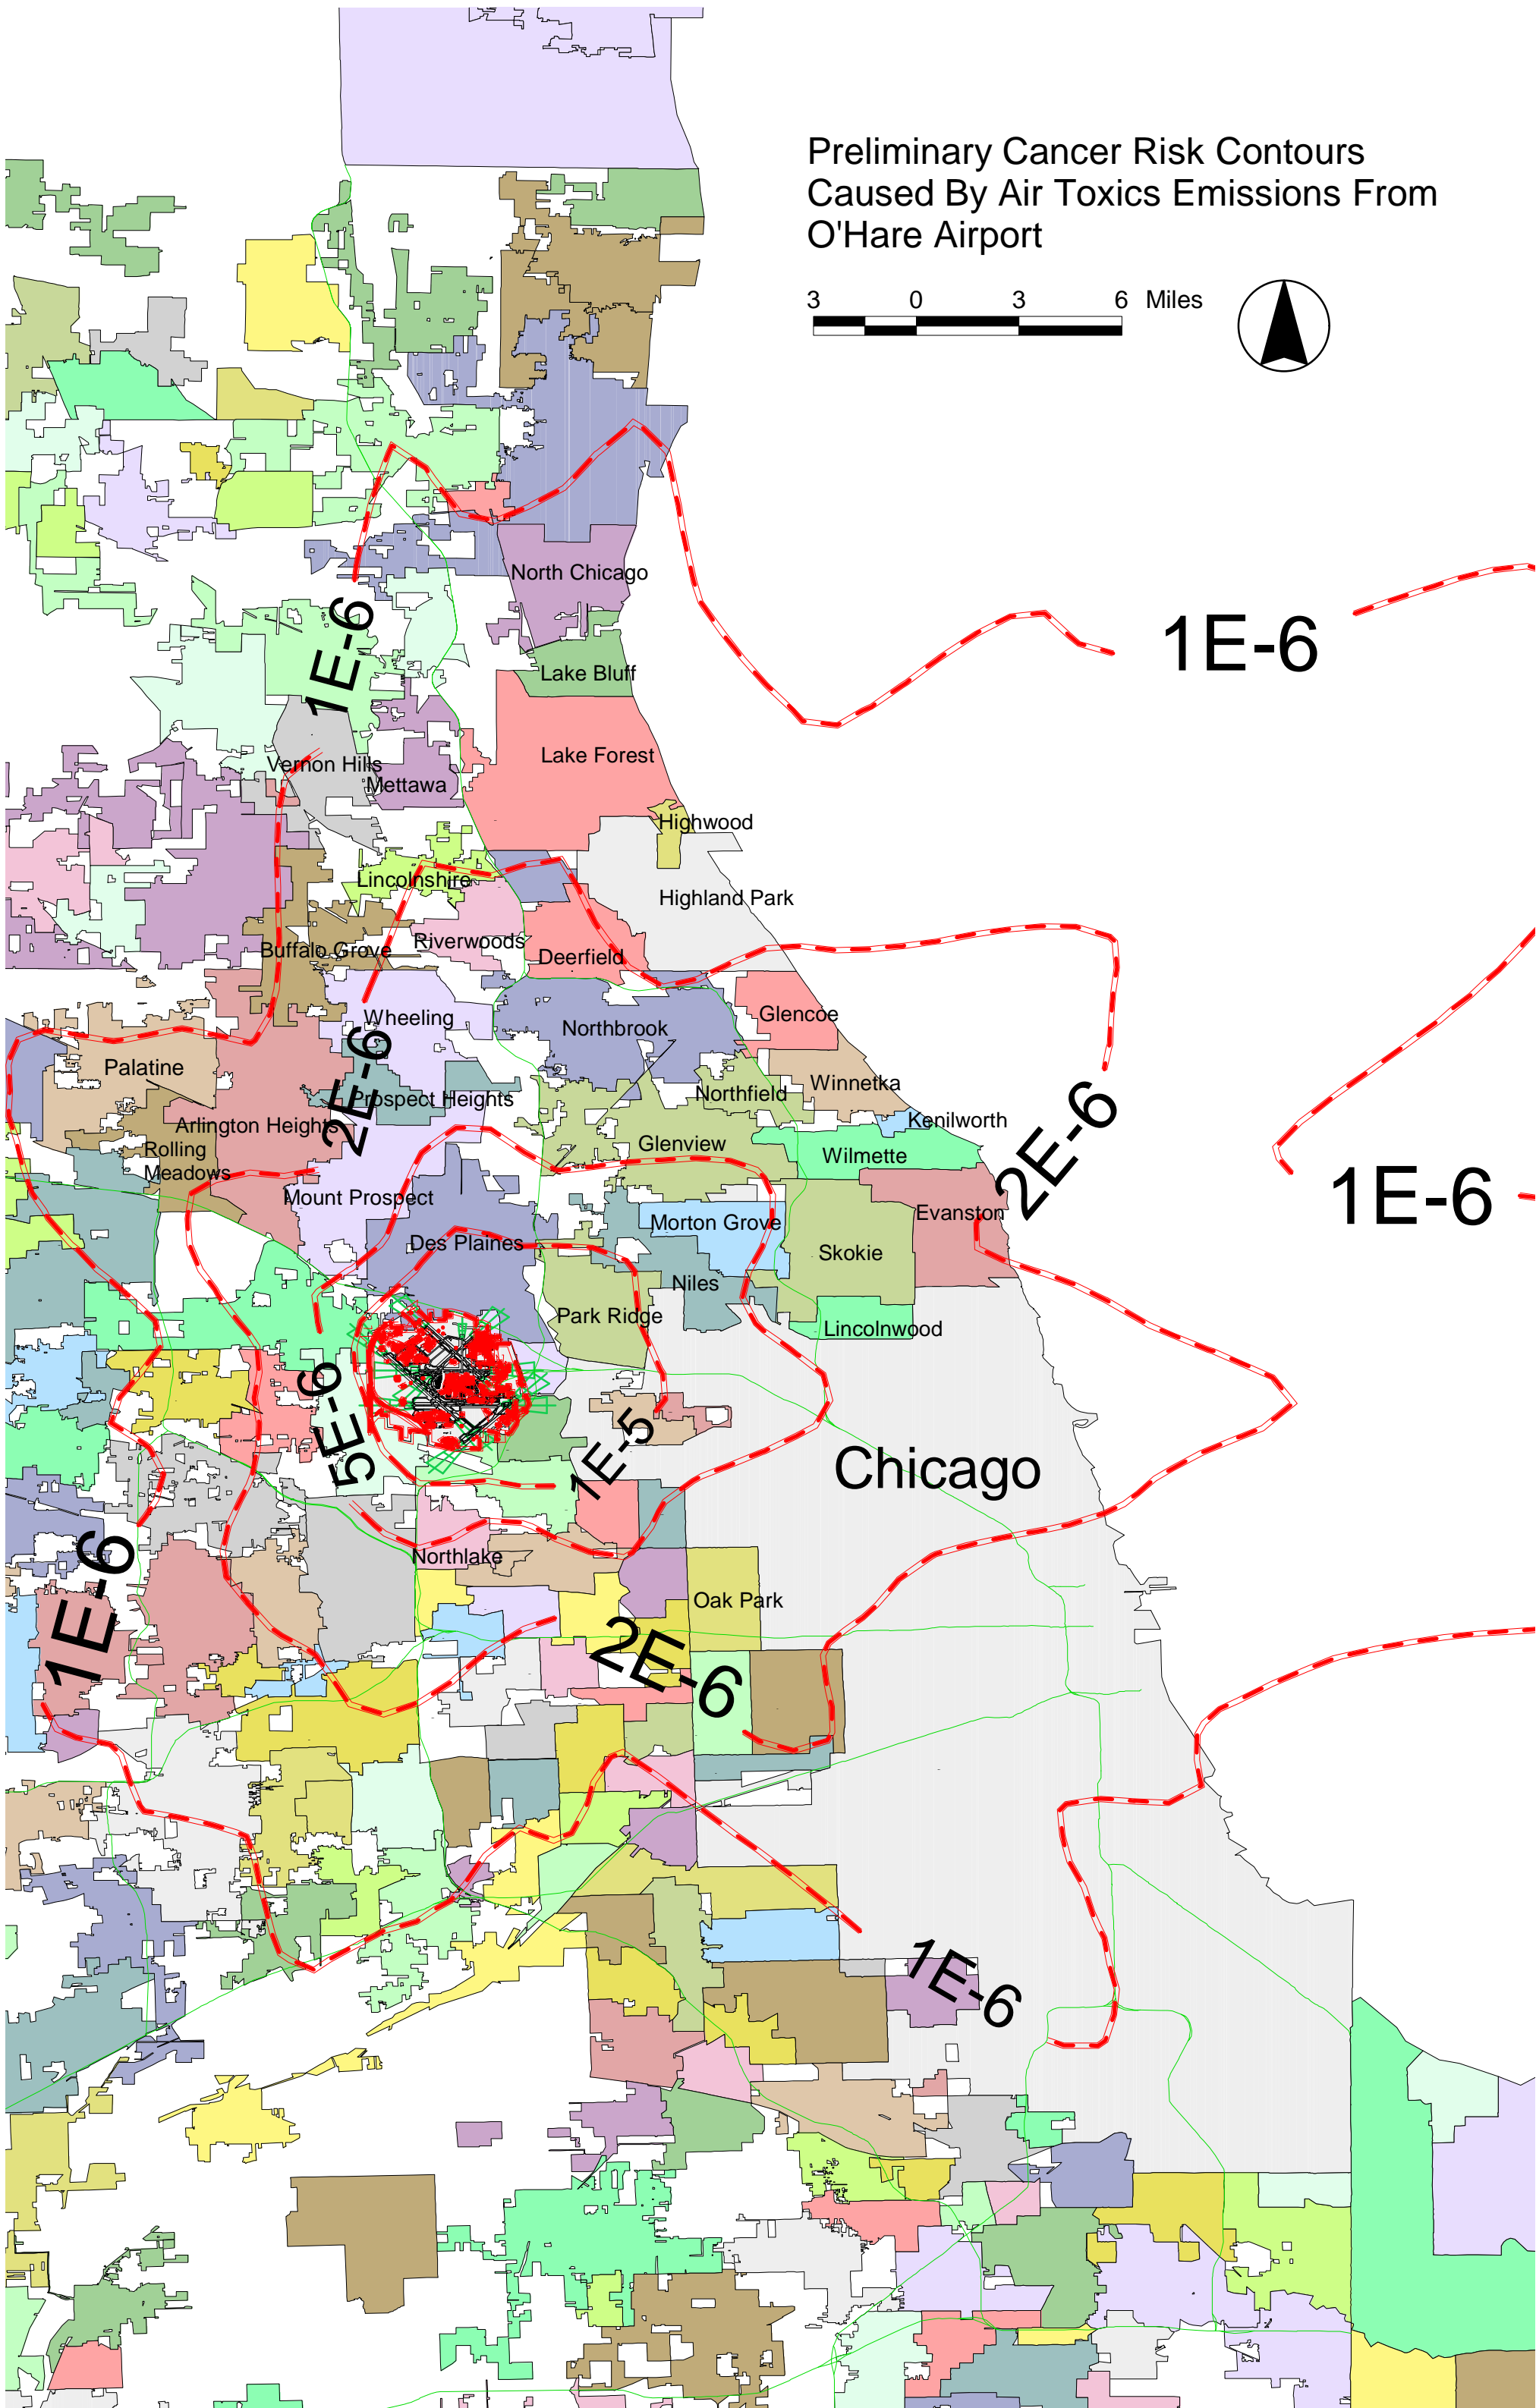 Preliminary Cancer Risk Contours
Caused By Air Toxics Emissions From
O'Hare Airport
3 0 3 6 Miles
North Chicago
1E-6
1E-6
Lake Bluff
Lake Forest
Vernon Hills
Mettawa
Highwood
Lincolnshire
Highland Park
Buffalo Grove
Riverwoods
Deerfield
Wheeling
Northbrook
Glencoe
Palatine
2E-6
Prospect Heights
Northfield
Winnetka
Arlington Heights
Kenilworth
Rolling
Meadows
Glenview
Wilmette
2E-6
Mount Prospect
Morton Grove
Evanston
1E-6
Des Plaines
Skokie
Niles
Park Ridge
Lincolnwood
5E-6
1E-5
Chicago
Northlake
1E-6
Oak Park
2E-6
1E-6